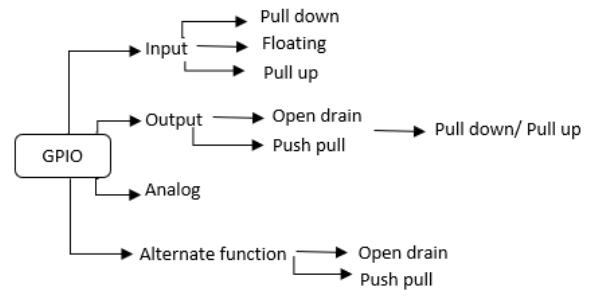 Pull down
Input
Floating
Pull up
Output
Open drain
Push pull
Pull down/ Pull up
GPIO
Analog
Alternate function
Open drain
Push pull